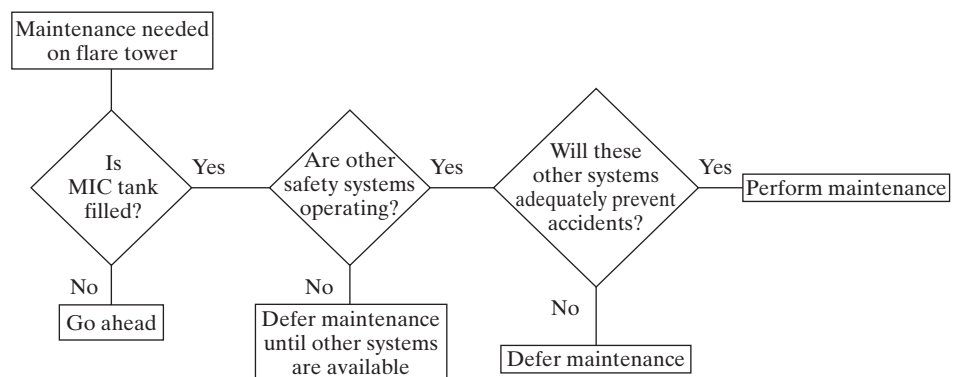 Maintenance needed
on flare tower
Is
MIC tank
filled?
Yes
No
Go ahead
Are other
safety systems
operating?
Yes
No
Defer maintenance
until other systems
are available
Will these
other systems
adequately prevent
accidents?
Yes
Perform maintenance
No
Defer maintenance